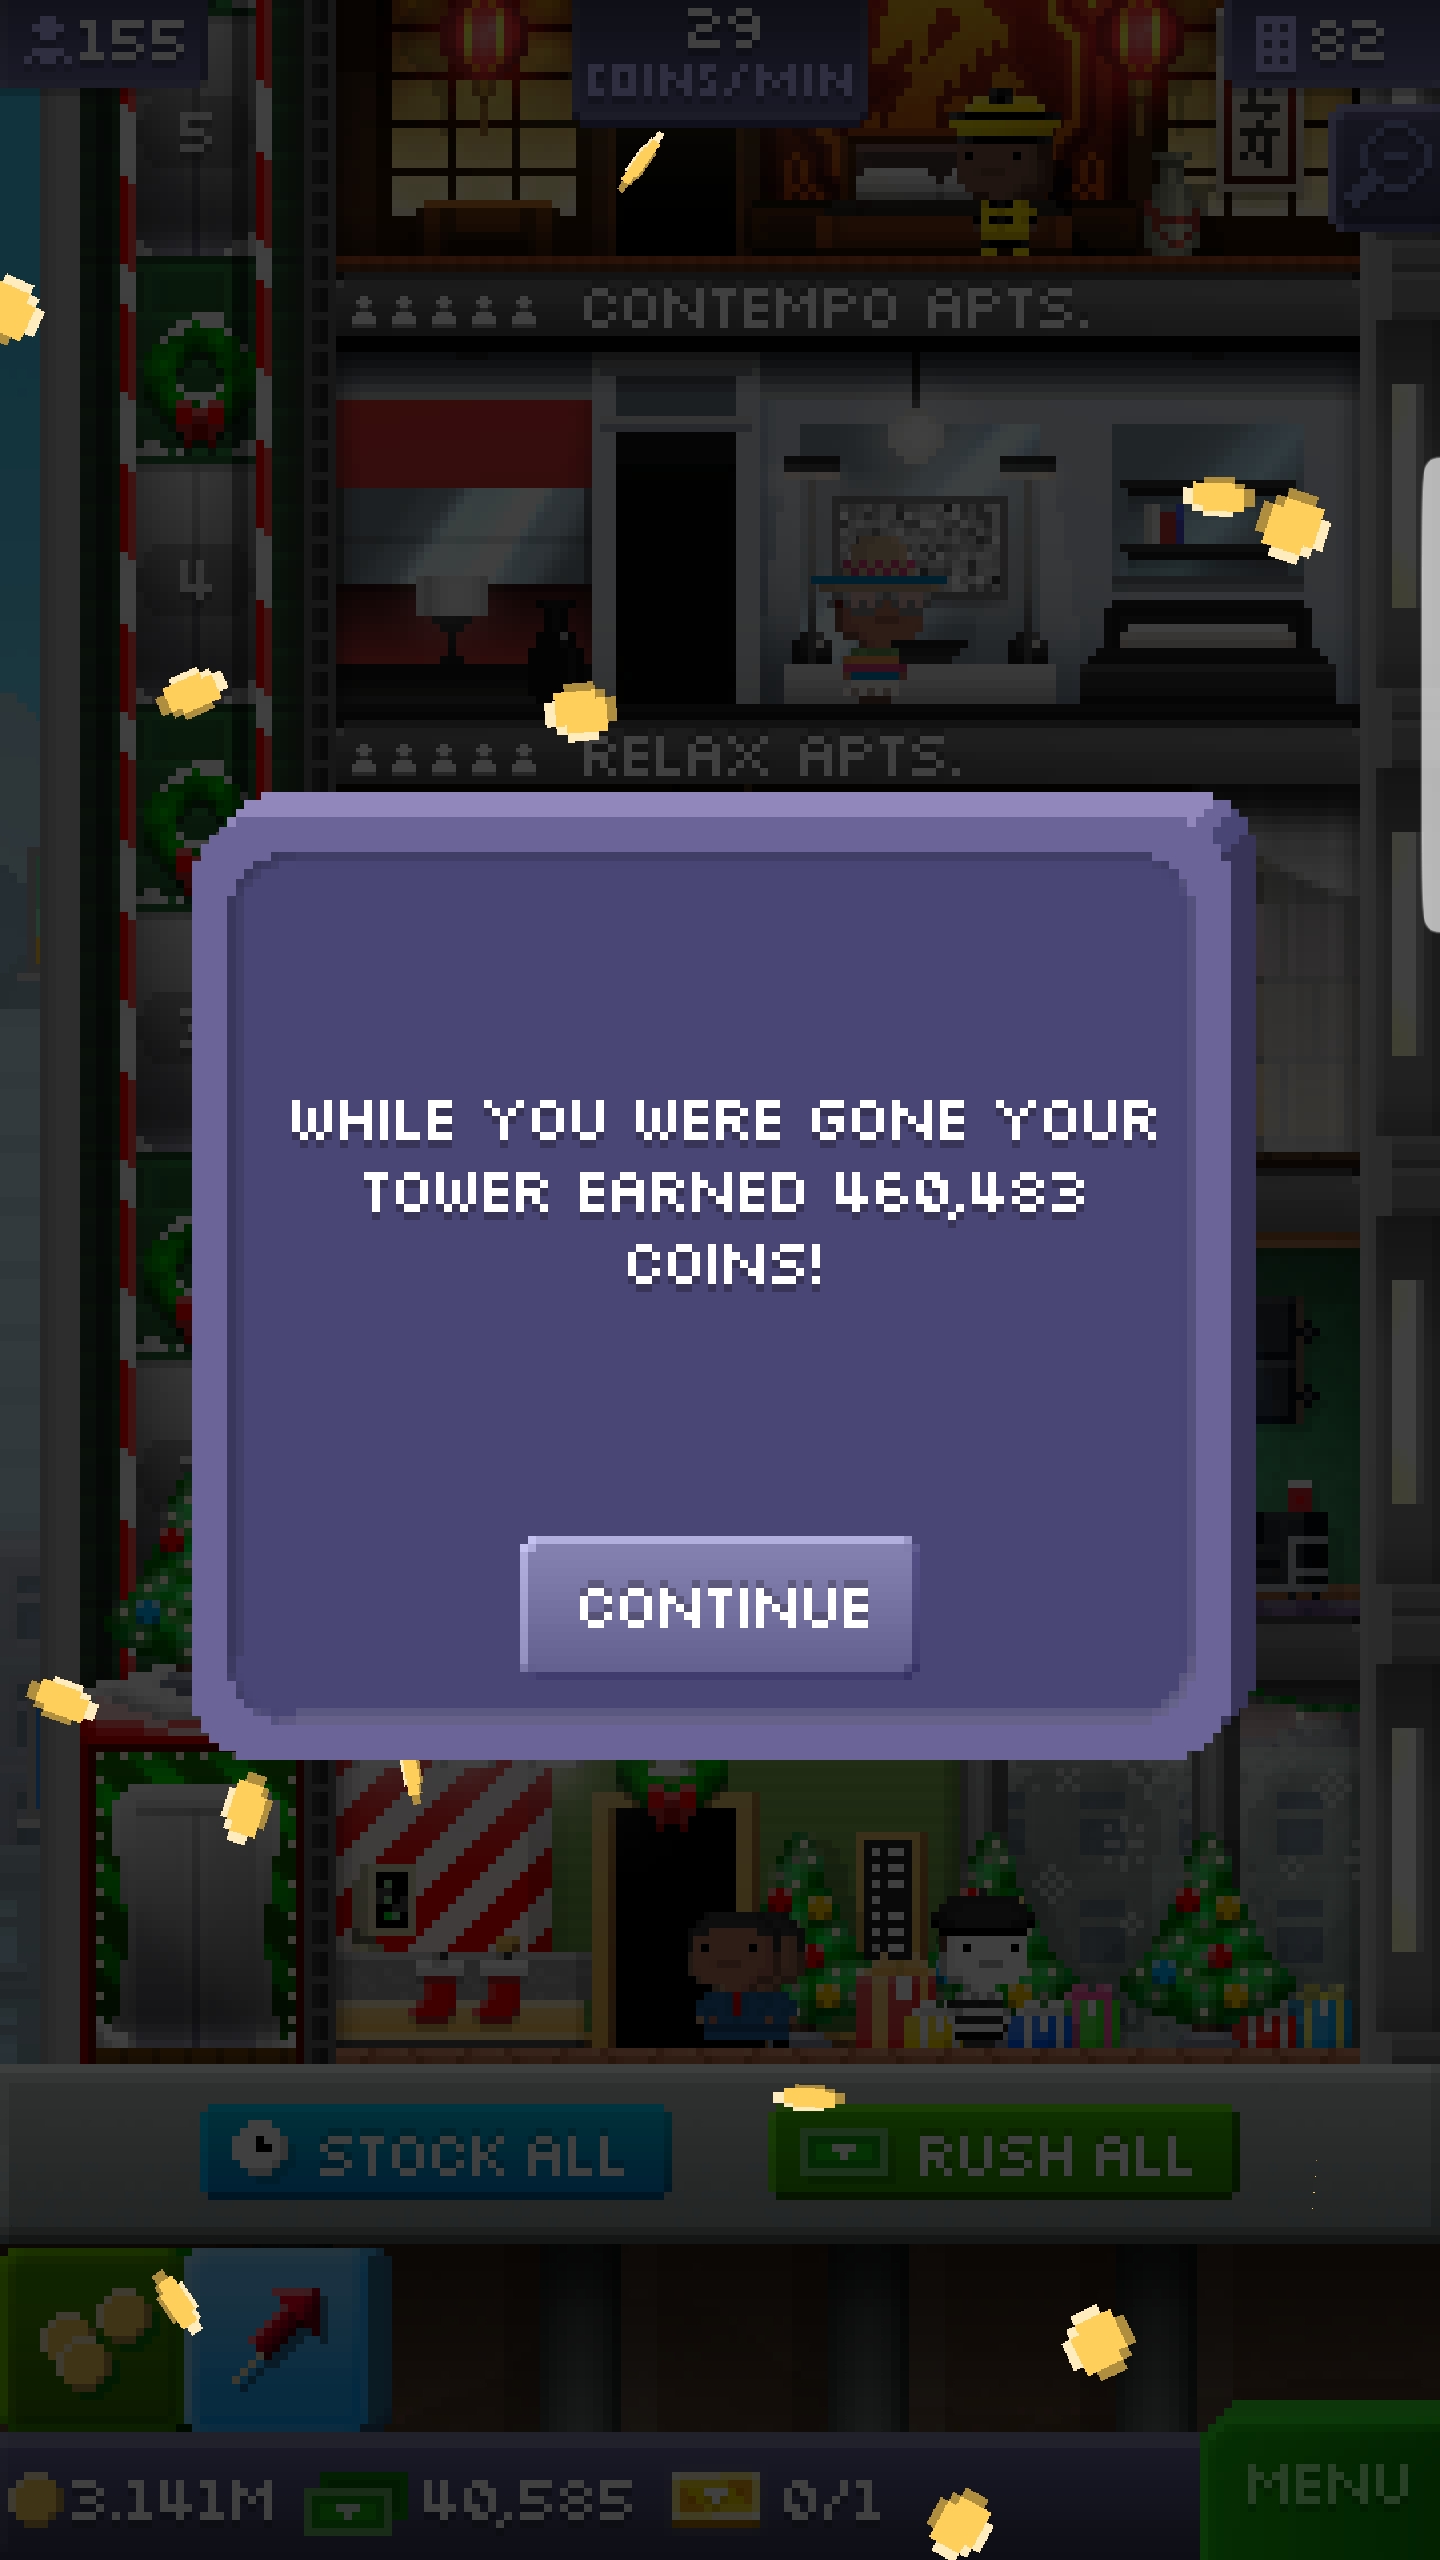 155
29
COINS/MIN
82
5
CONTEMPO APTS.
4
RELAX APTS.
WHILE YOU WERE GONE YOUR
TOWER EARNED 460,483
COINS!
CONTINUE
STOCK ALL
RUSH ALL
3.141M
40,585
0/1
MENU